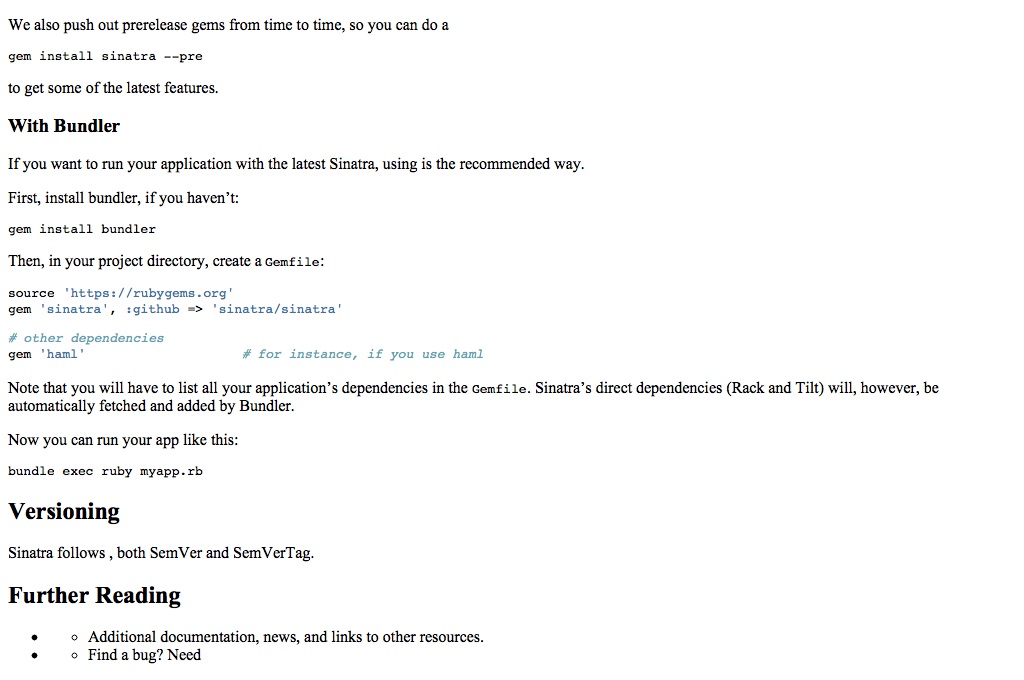 We also push out prerelease gems from time to time, so you can do a
gem install sinatra --pre
to get some of the latest features.
With Bundler
If you want to run your application with the latest Sinatra, using is the recommended way.
First, install bundler, if you haven’t:
gem install bundler
Then, in your project directory, create a Gemfile:
source 'https://rubygems.org'
gem 'sinatra', :github => 'sinatra/sinatra'
# other dependencies
gem 'haml'                    # for instance, if you use haml
Note that you will have to list all your application’s dependencies in the Gemfile. Sinatra’s direct dependencies (Rack and Tilt) will, however, be
automatically fetched and added by Bundler.
Now you can run your app like this:
bundle exec ruby myapp.rb
Versioning
Sinatra follows , both SemVer and SemVerTag.
Further Reading
Additional documentation, news, and links to other resources.
Find a bug? Need